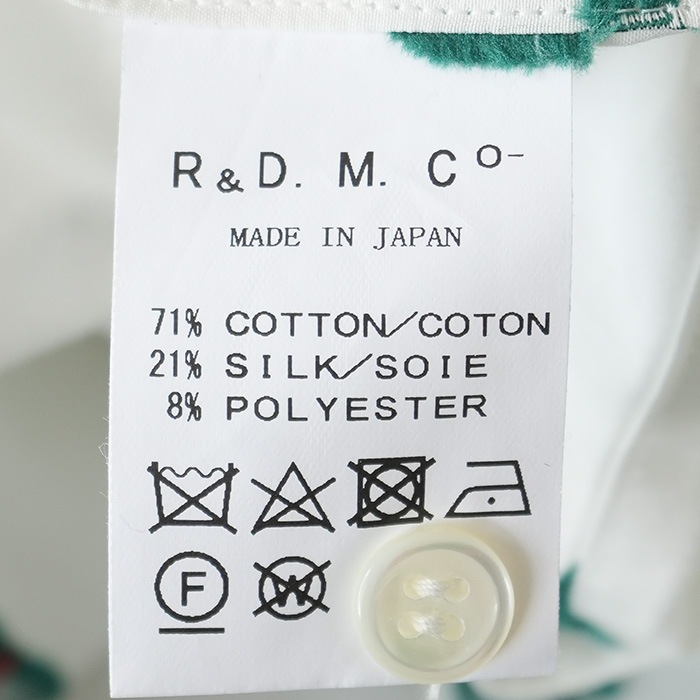 R&D. M. Co-
MADE IN JAPAN
71% COTTON/COTON
21% SILK/SOIE
8% POLYESTER
F W